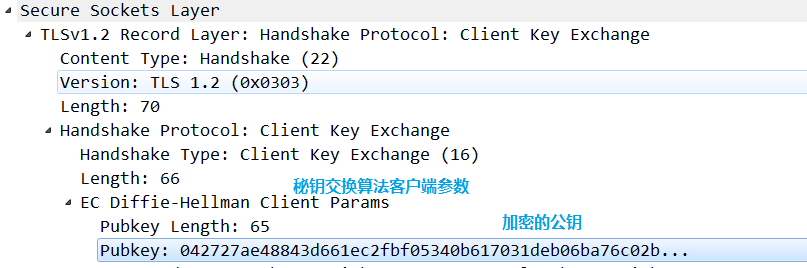 Secure Sockets Layer
TLSv1.2 Record Layer: Handshake Protocol: Client Key Exchange
Content Type: Handshake (22)
Version: TLS 1.2 (0x0303)
Length: 70
Handshake Protocol: Client Key Exchange
Handshake Type: Client Key Exchange (16)
Length: 66
秘钥交换算法客户端参数
EC Diffie-Hellman Client Params
Pubkey Length: 65
加密的公钥
Pubkey: 042727ae48843d661ec2fbf05340b617031deb06ba76c02b...